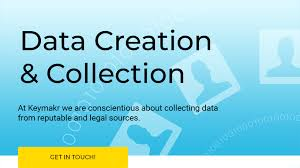 Data Creation
& Collection
At Keymakr we are conscientious about collecting data
from reputable and legal sources.
GET IN TOUCH!